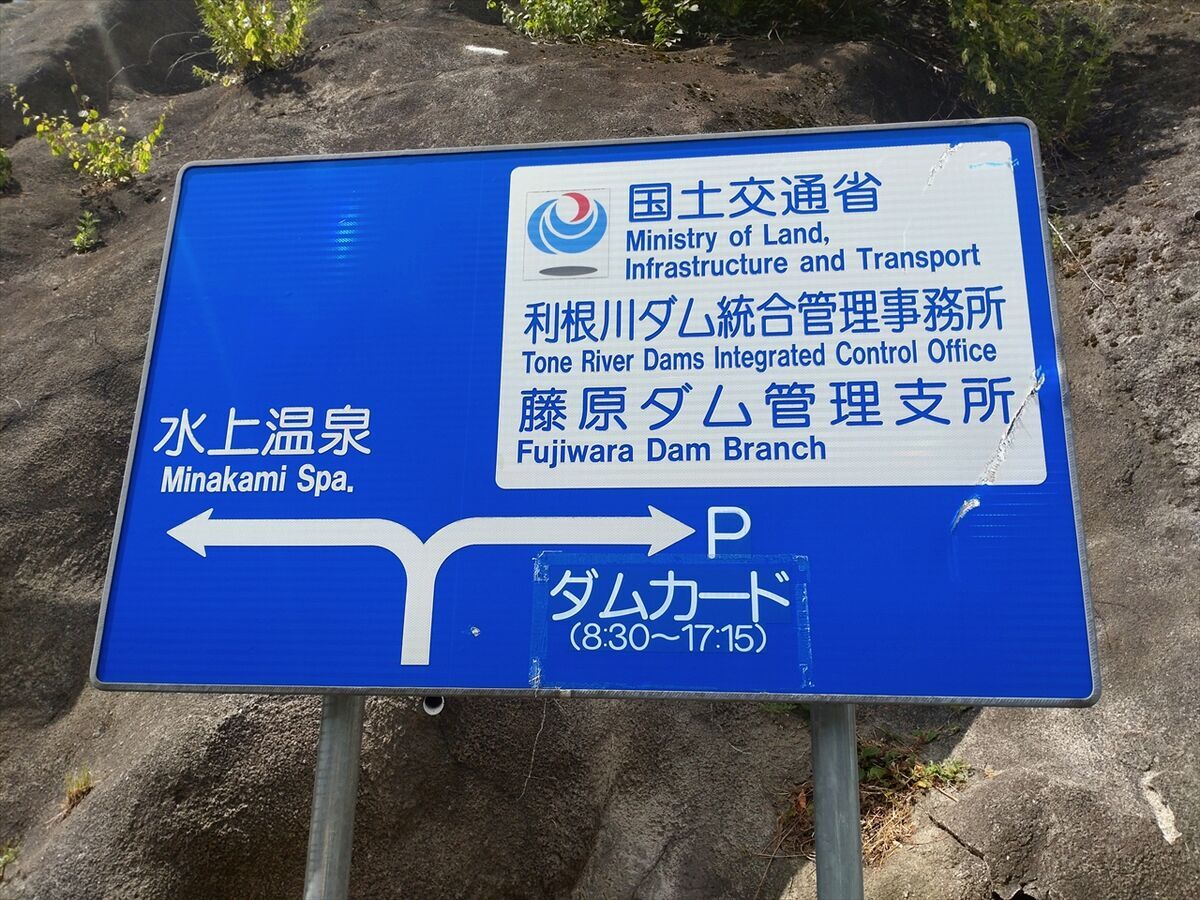 国土交通省
Ministry of Land,
Infrastructure and Transport
利根川ダム統合管理事務所
Tone River Dams Integrated Control Office
藤原ダム管理支所
Fujiwara Dam Branch
水上温泉
Minakami Spa.
P
ダムカード
(8:30～17:15)